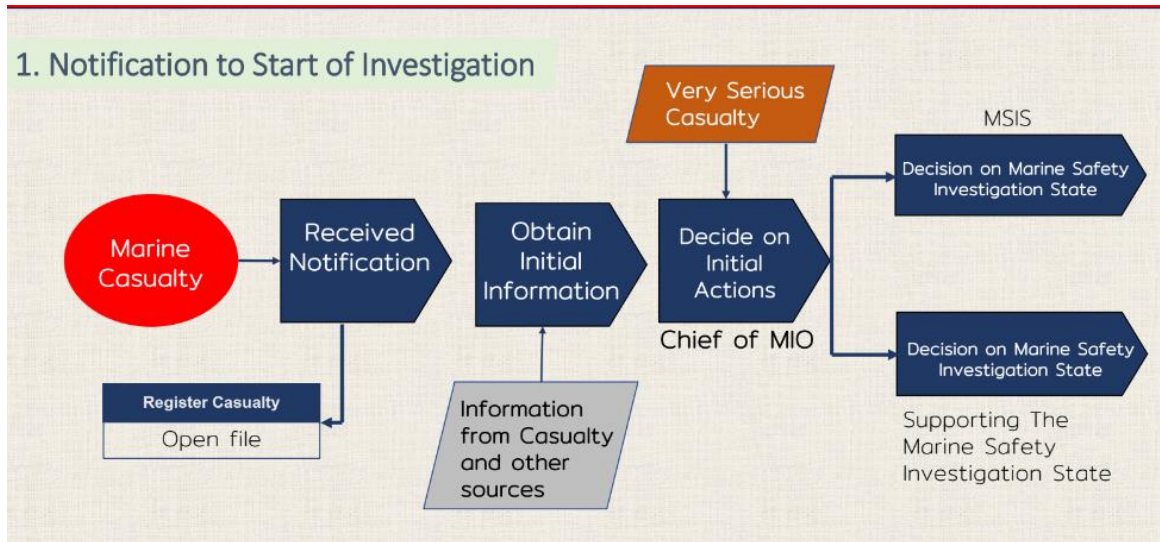 1. Notification to Start of Investigation
Very Serious
Casualty
MSIS
Decision on Marine Safety
Investigation State
Marine
Casualty
Received
Notification
Obtain
Initial
Information
Decide on
Initial
Actions
Chief of MIO
Decision on Marine Safety
Investigation State
Supporting The
Marine Safety
Investigation State
Register Casualty
Open file
Information
from Casualty
and other
sources